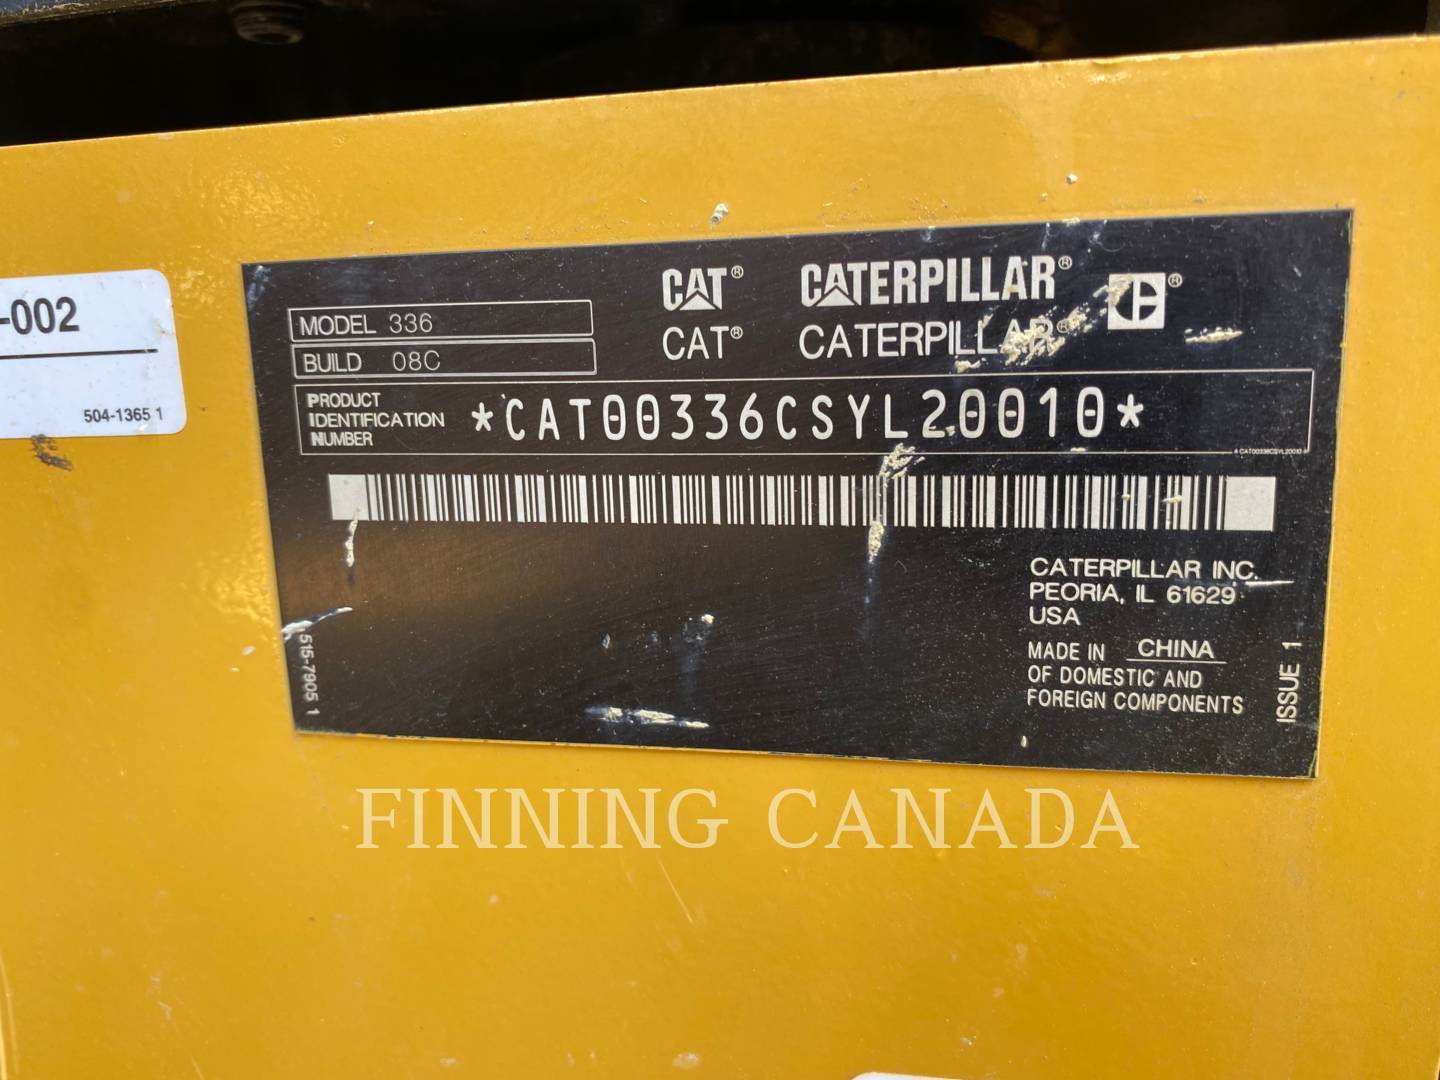 -002
504-1365 1
MODEL 336
BUILD 08C
CAT® CATERPILLAR® ®
CAT® CATERPILLAR®
PRODUCT
IDENTIFICATION
NUMBER
*CAT00336CSYL20010*
*CAT00336CSYL20010*
CATERPILLAR INC.
PEORIA, IL 61629
USA
MADE IN CHINA
OF DOMESTIC AND
FOREIGN COMPONENTS
515-7905 1
ISSUE 1
FINNING CANADA